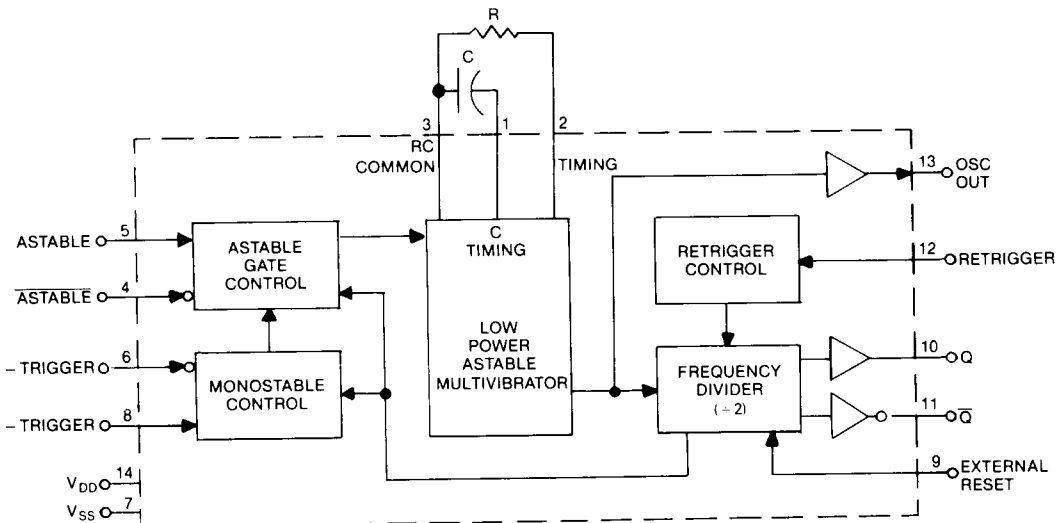 R
C
3
1
2
RC
COMMON
TIMING
13
OSC
OUT
5
ASTABLE
ASTABLE
GATE
CONTROL
C
TIMING
RETRIGGER
CONTROL
12
RETRIGGER
4
ASTABLE
LOW
POWER
ASTABLE
MULTIVIBRATOR
6
– TRIGGER
MONOSTABLE
CONTROL
8
– TRIGGER
FREQUENCY
DIVIDER
(÷2)
10
Q
11
Q̅
9
EXTERNAL
RESET
14
VDD
7
VSS